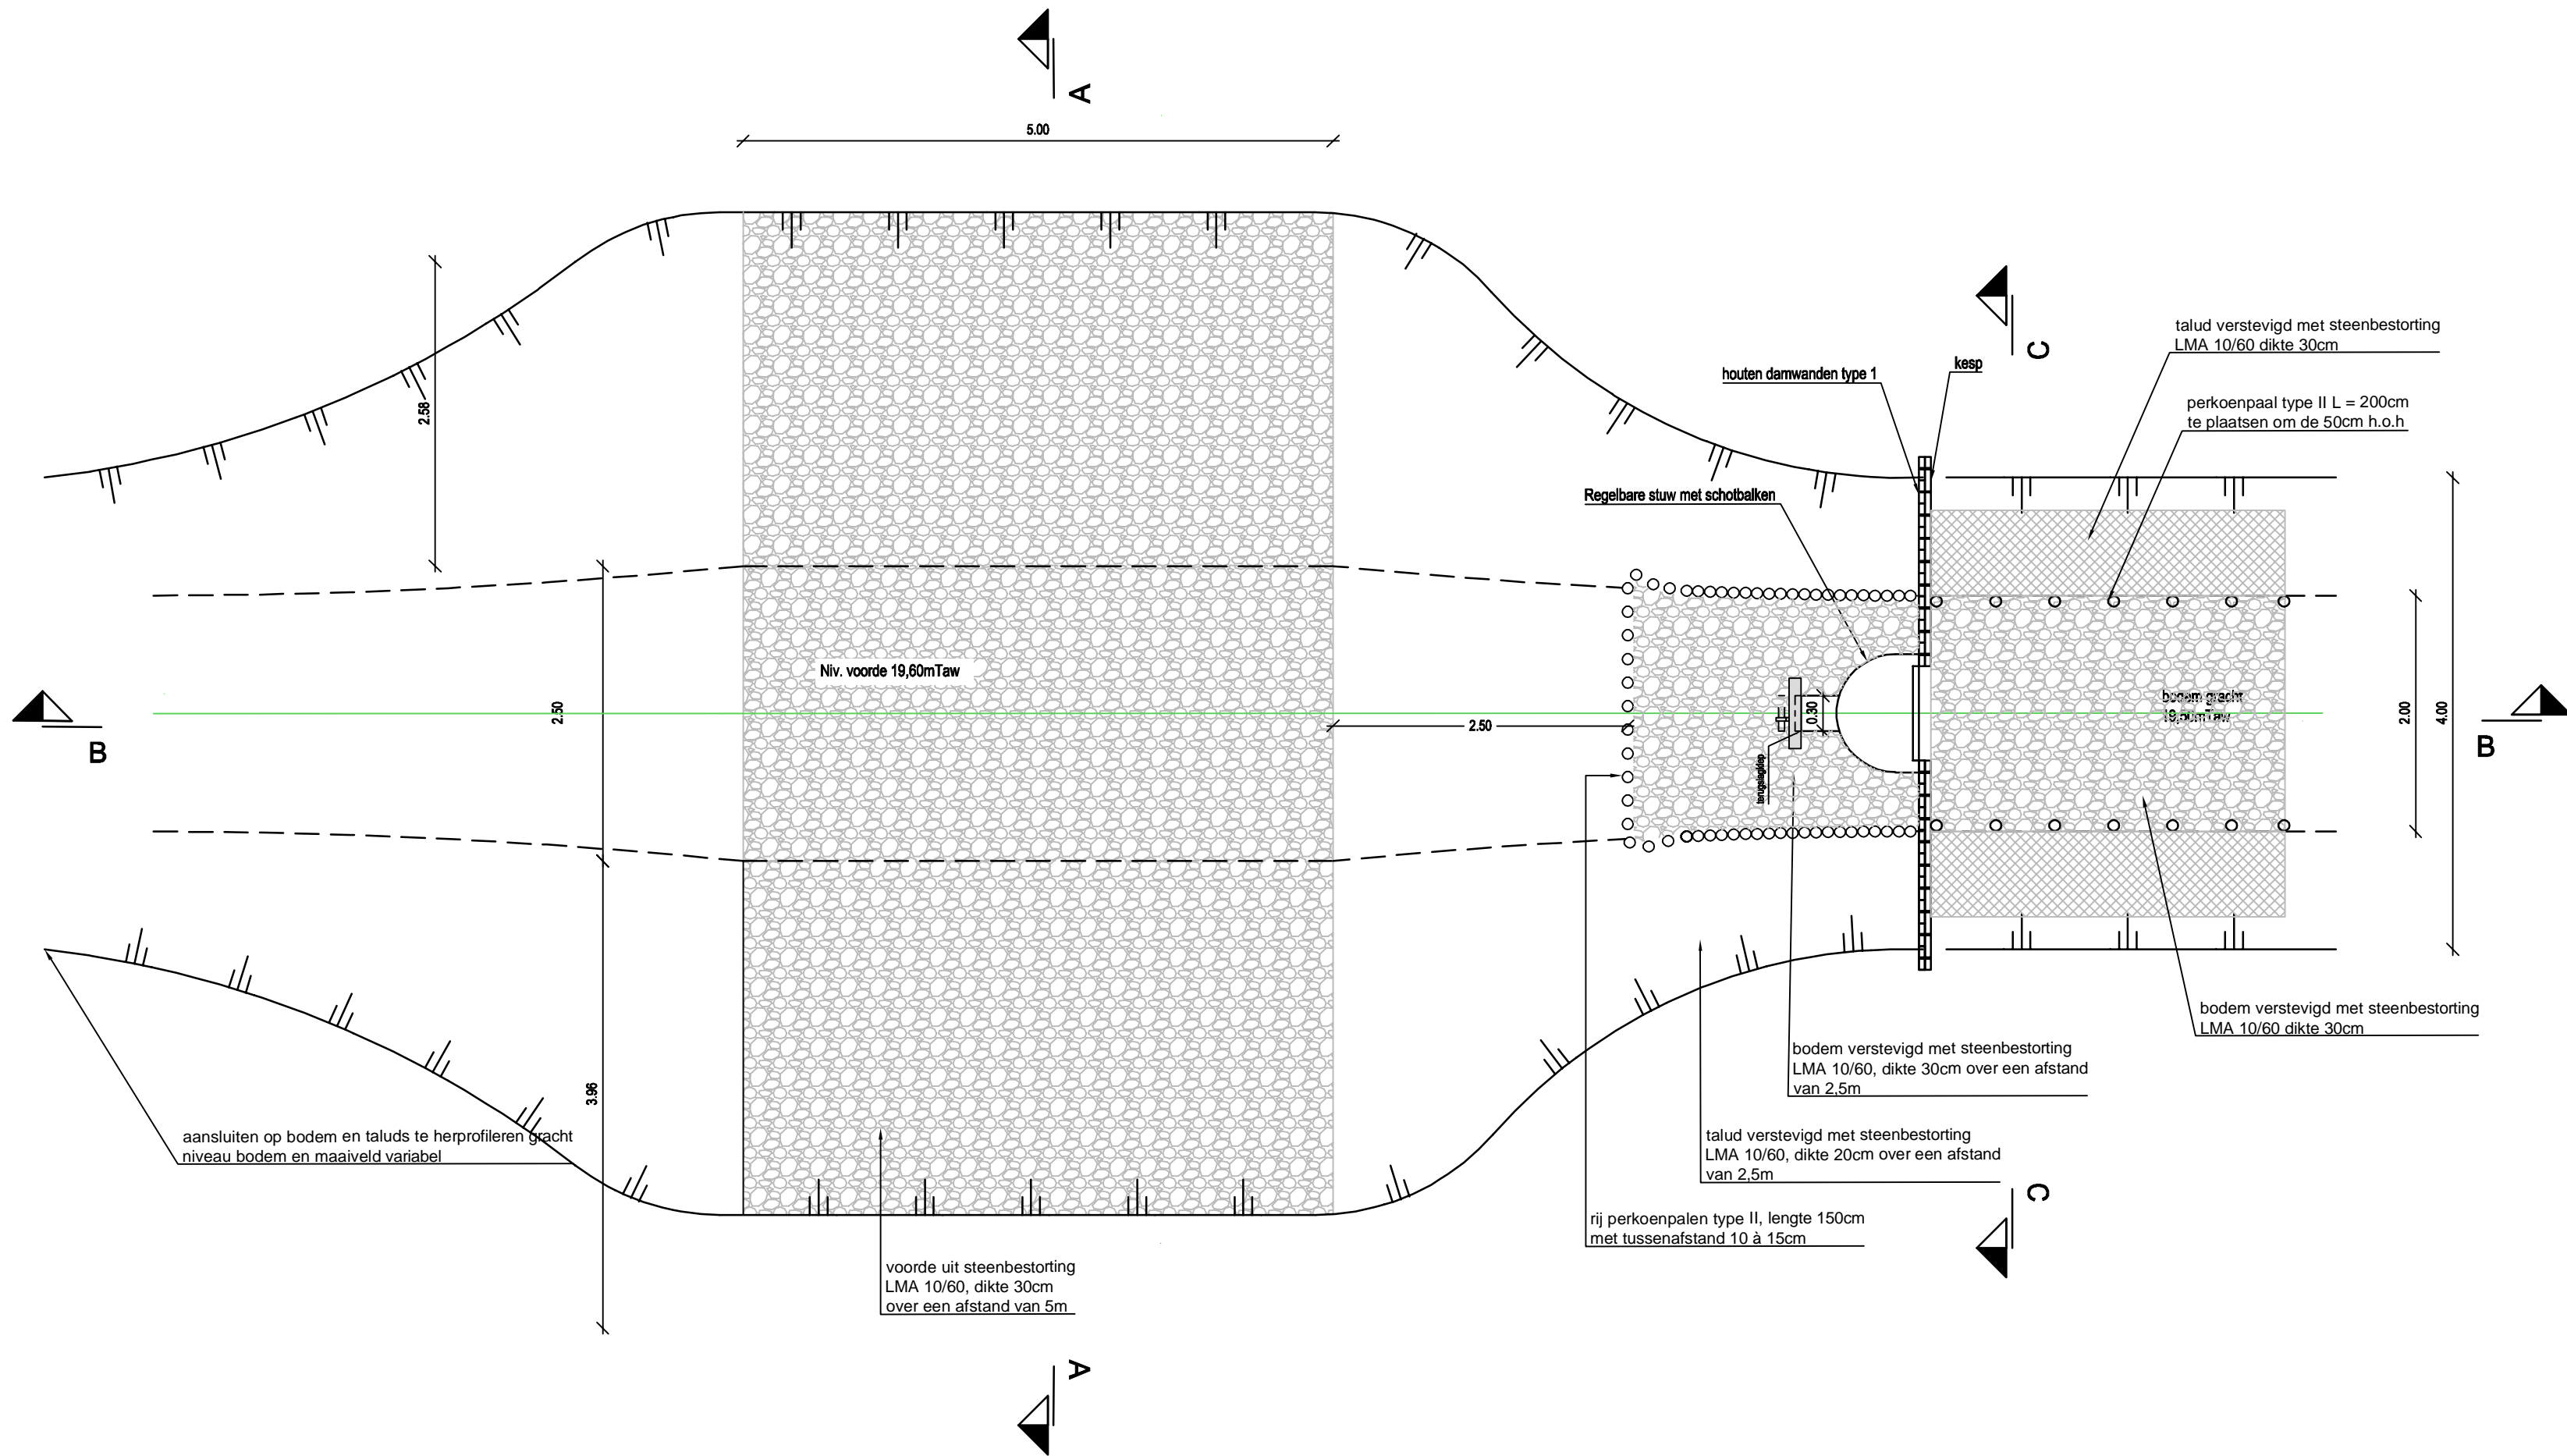 A
5.00
C
talud verstevigd met steenbestorting
LMA 10/60 dikte 30cm
kesp
houten damwanden type 1
perkoenpaal type II L = 200cm
te plaatsen om de 50cm h.o.h
2.58
Regelbare stuw met schotbalken
Niv. voorde 19,60mTaw
bodem gracht
19,50mTaw
2.50
2.50
0.30
2.00
4.00
B
B
terugslagklep
bodem verstevigd met steenbestorting
LMA 10/60 dikte 30cm
bodem verstevigd met steenbestorting
LMA 10/60, dikte 30cm over een afstand
van 2,5m
3.96
aansluiten op bodem en taluds te herprofileren gracht
niveau bodem en maaiveld variabel
talud verstevigd met steenbestorting
LMA 10/60, dikte 20cm over een afstand
van 2,5m
C
rij perkoenpalen type II, lengte 150cm
met tussenafstand 10 à 15cm
voorde uit steenbestorting
LMA 10/60, dikte 30cm
over een afstand van 5m
A